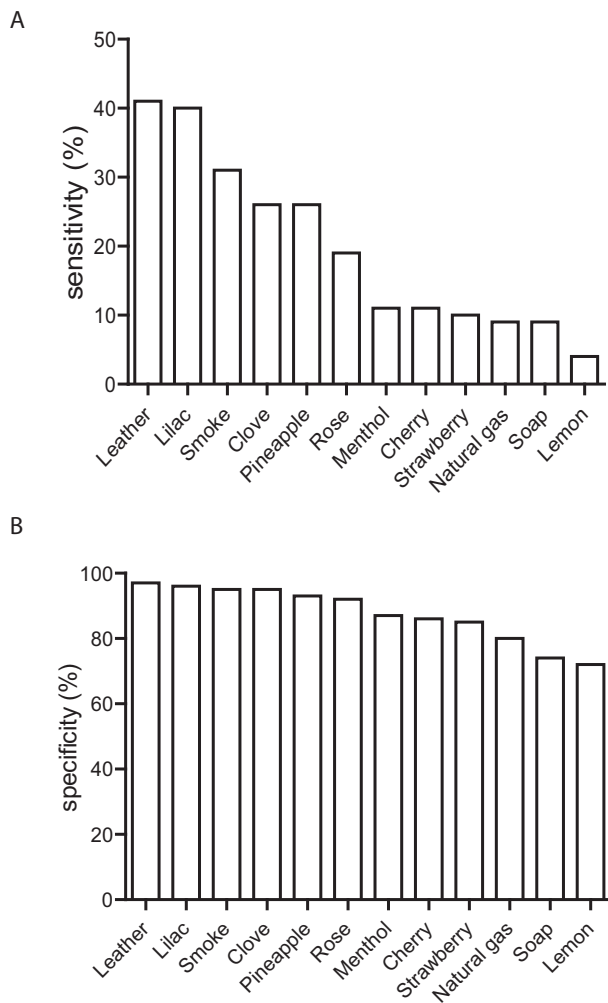 A
50
40
30
20
10
0
sensitivity (%)
Leather
Lilac
Smoke
Clove
Pineapple
Rose
Menthol
Cherry
Strawberry
Natural gas
Soap
Lemon
B
100
80
60
40
20
0
specificity (%)
Leather
Lilac
Smoke
Clove
Pineapple
Rose
Menthol
Cherry
Strawberry
Natural gas
Soap
Lemon